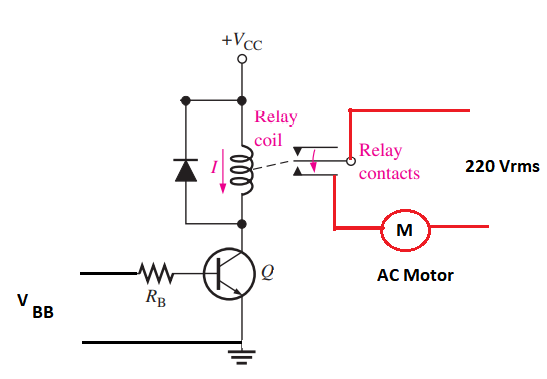 +VCC
Relay
coil
I
Relay
contacts
220 Vrms
M
AC Motor
Q
RB
V
BB